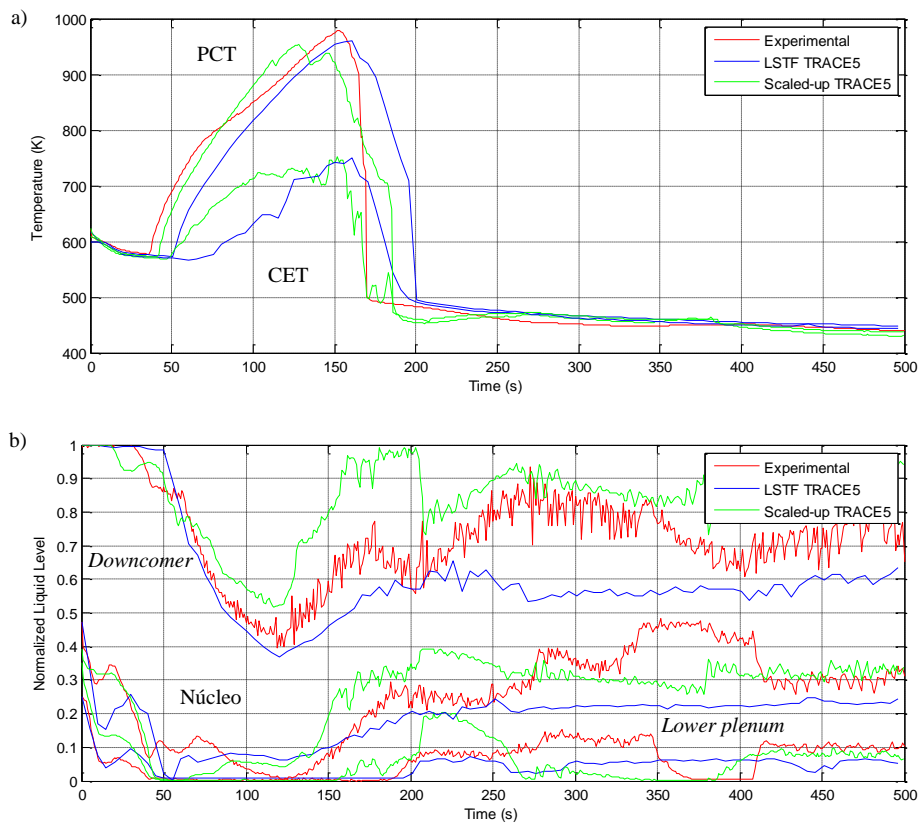 a)
1000
900
800
700
600
500
400
Temperature (K)
PCT
CET
Experimental
LSTF TRACE5
Scaled-up TRACE5
0 50 100 150 200 250 300 350 400 450 500
Time (s)
b)
1
0.9
0.8
0.7
0.6
0.5
0.4
0.3
0.2
0.1
0
Normalized Liquid Level
Experimental
LSTF TRACE5
Scaled-up TRACE5
Downcomer
Núcleo
Lower plenum
0 50 100 150 200 250 300 350 400 450 500
Time (s)